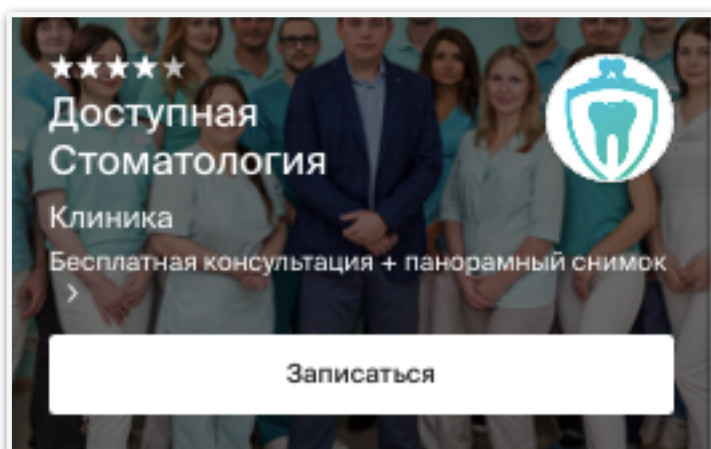 Доступная
Стоматология
Клиника
Бесплатная консультация + панорамный снимок
Записаться